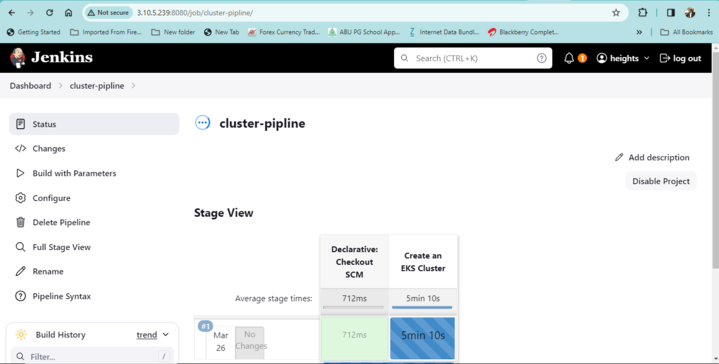 Not secure 3.10.5.239:8080/job/cluster-pipline/
Getting Started Imported From Fire... New folder New Tab Forex Currency Trad... ABU PG School App... Internet Data Bundl... Blackberry Complet... » All Bookmarks
Jenkins Search (CTRL+K) ? 1 heights log out
Dashboard > cluster-pipline >
Status
Changes
Build with Parameters
Configure
Delete Pipeline
Full Stage View
Rename
Pipeline Syntax
Build History trend
Filter... /
cluster-pipline
Add description
Disable Project
Stage View
Declarative: Checkout SCM
Create an EKS Cluster
Average stage times: 712ms 5min 10s
#1
Mar 26
No Changes
712ms 5min 10s